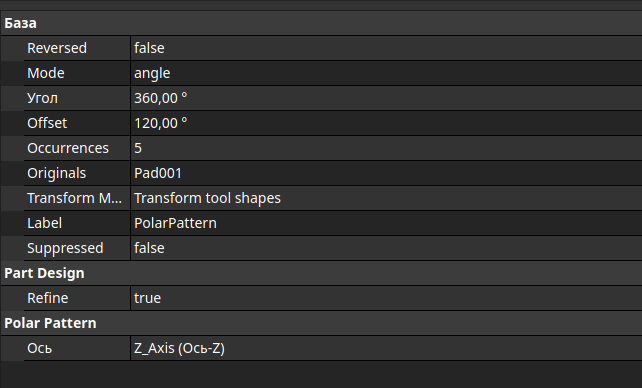 База
Reversed false
Mode angle
Угол 360,00 °
Offset 120,00 °
Occurrences 5
Originals Pad001
Transform M... Transform tool shapes
Label PolarPattern
Suppressed false
Part Design
Refine true
Polar Pattern
Ось Z_Axis (Ось-Z)